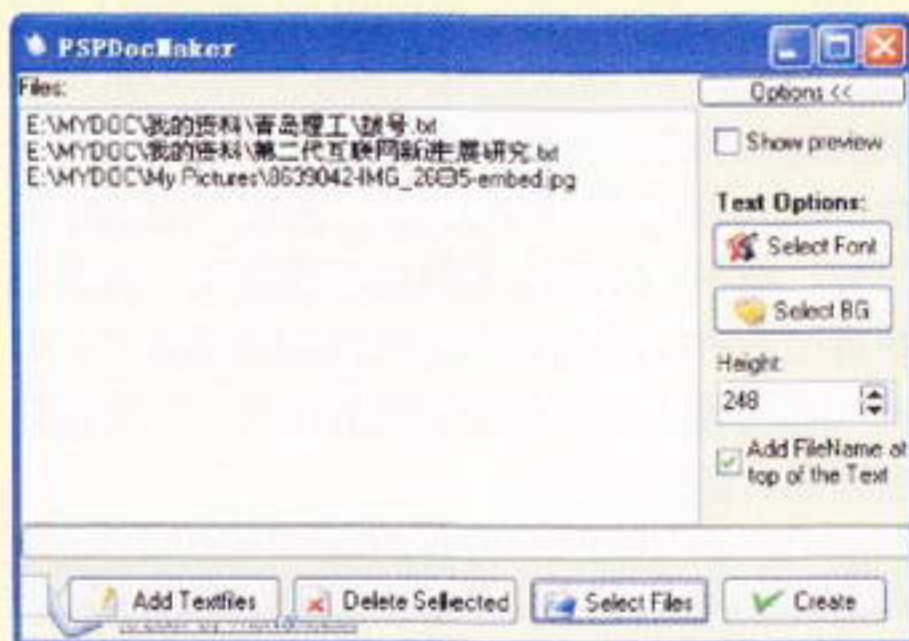 PSPDocMaker
Files:
Options <<
E:\MYDOC\我的资料\青岛理工\拨号.txt
E:\MYDOC\我的资料\第二代互联网新进展研究.txt
E:\MYDOC\My Pictures\8639042-IMG_26835-embed.jpg
Show preview
Text Options:
Select Font
Select BG
Height:
248
Add FileName at
top of the Text
Add Textfiles
Delete Sellected
Select Files
Create